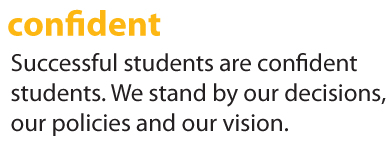 confident
Successful students are confident
students. We stand by our decisions,
our policies and our vision.